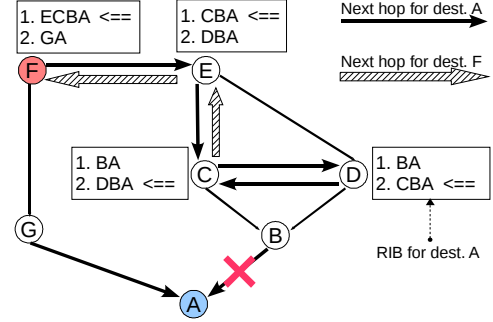 1. ECBA <==
2. GA
1. CBA <==
2. DBA
Next hop for dest. A
Next hop for dest. F
F
E
1. BA
2. DBA <==
C
D
1. BA
2. CBA <==
G
B
RIB for dest. A
A